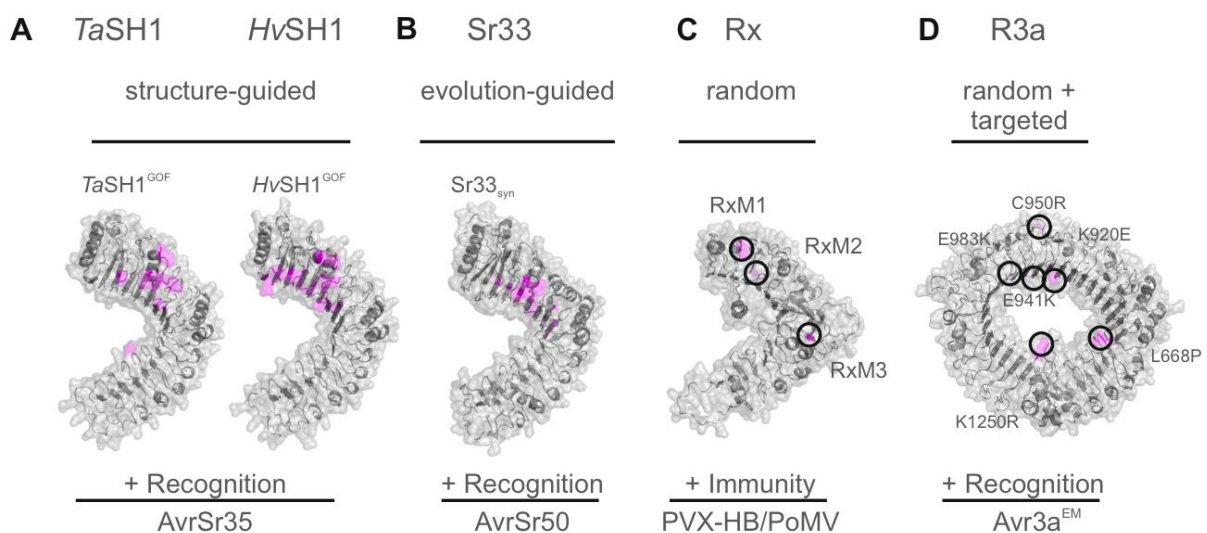 A TaSH1 HvSH1
structure-guided
TaSH1GOF HvSH1GOF
+ Recognition
AvrSr35
B Sr33
evolution-guided
Sr33syn
+ Recognition
AvrSr50
C Rx
random
RxM1
RxM2
RxM3
+ Immunity
PVX-HB/PoMV
D R3a
random +
targeted
C950R
E983K K920E
E941K
L668P
K1250R
+ Recognition
Avr3aEM